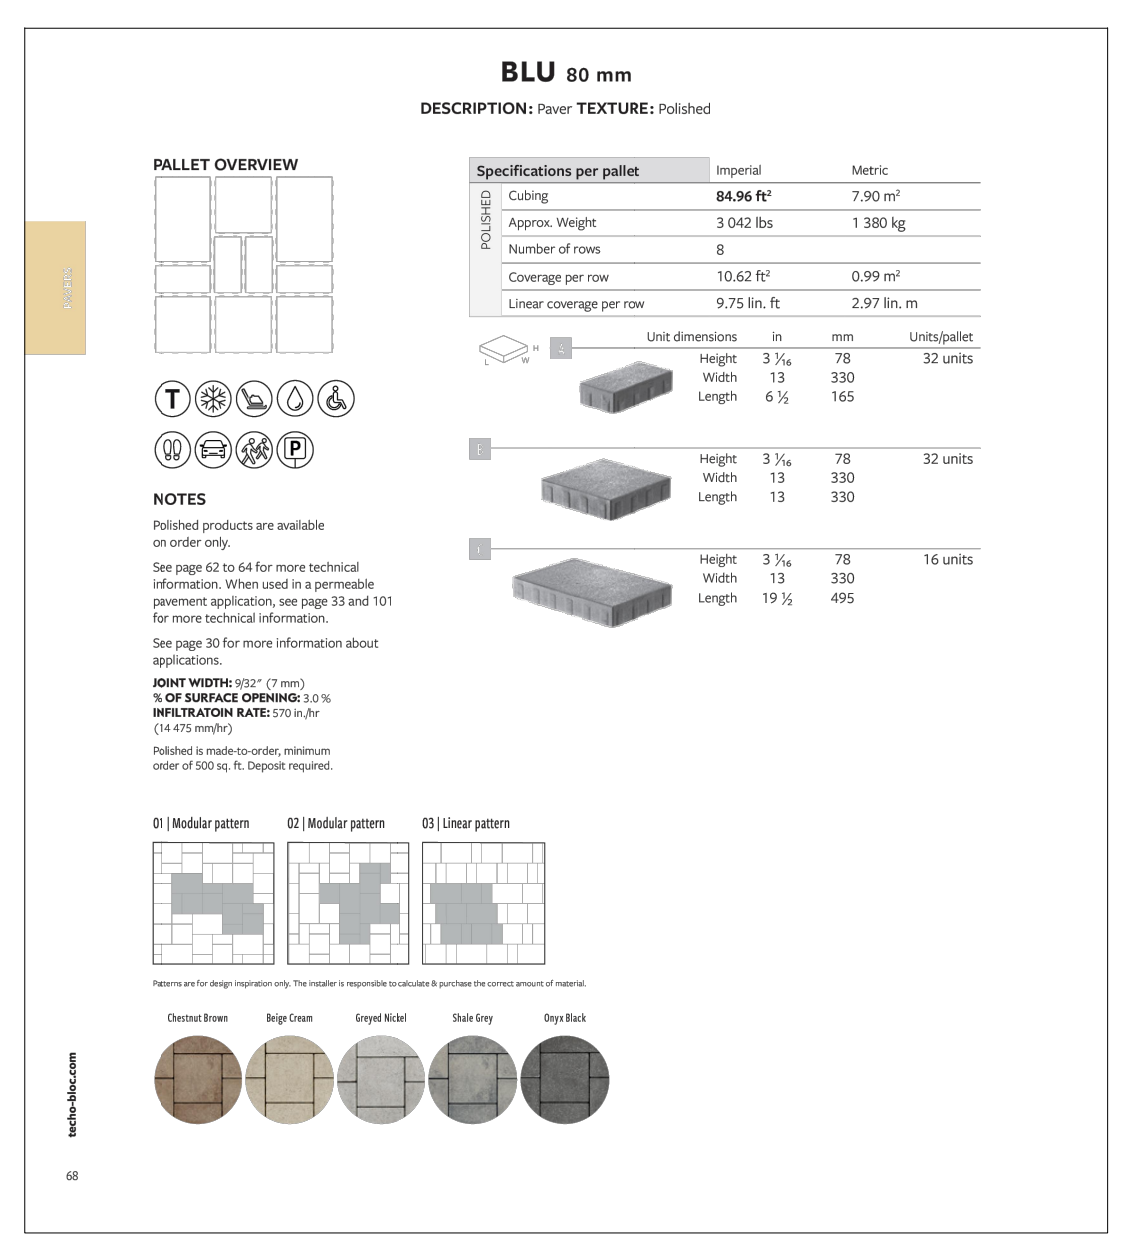 BLU 80 mm
DESCRIPTION: Paver TEXTURE: Polished
PALLET OVERVIEW
Specifications per pallet Imperial Metric
POLISHED
Cubing 84.96 ft² 7.90 m²
Approx. Weight 3 042 lbs 1 380 kg
Number of rows 8
Coverage per row 10.62 ft² 0.99 m²
Linear coverage per row 9.75 lin. ft 2.97 lin. m
H
L W
A
Unit dimensions in mm Units/pallet
Height 3 1⁄16 78 32 units
Width 13 330
Length 6 1⁄2 165
B
Height 3 1⁄16 78 32 units
Width 13 330
Length 13 330
C
Height 3 1⁄16 78 16 units
Width 13 330
Length 19 1⁄2 495
T
P
NOTES
Polished products are available
on order only.
See page 62 to 64 for more technical
information. When used in a permeable
pavement application, see page 33 and 101
for more technical information.
See page 30 for more information about
applications.
JOINT WIDTH: 9/32″ (7 mm)
% OF SURFACE OPENING: 3.0 %
INFILTRATOIN RATE: 570 in./hr
(14 475 mm/hr)
Polished is made-to-order, minimum
order of 500 sq. ft. Deposit required.
01 | Modular pattern
02 | Modular pattern
03 | Linear pattern
Patterns are for design inspiration only. The installer is responsible to calculate & purchase the correct amount of material.
Chestnut Brown
Beige Cream
Greyed Nickel
Shale Grey
Onyx Black
techo-bloc.com
68